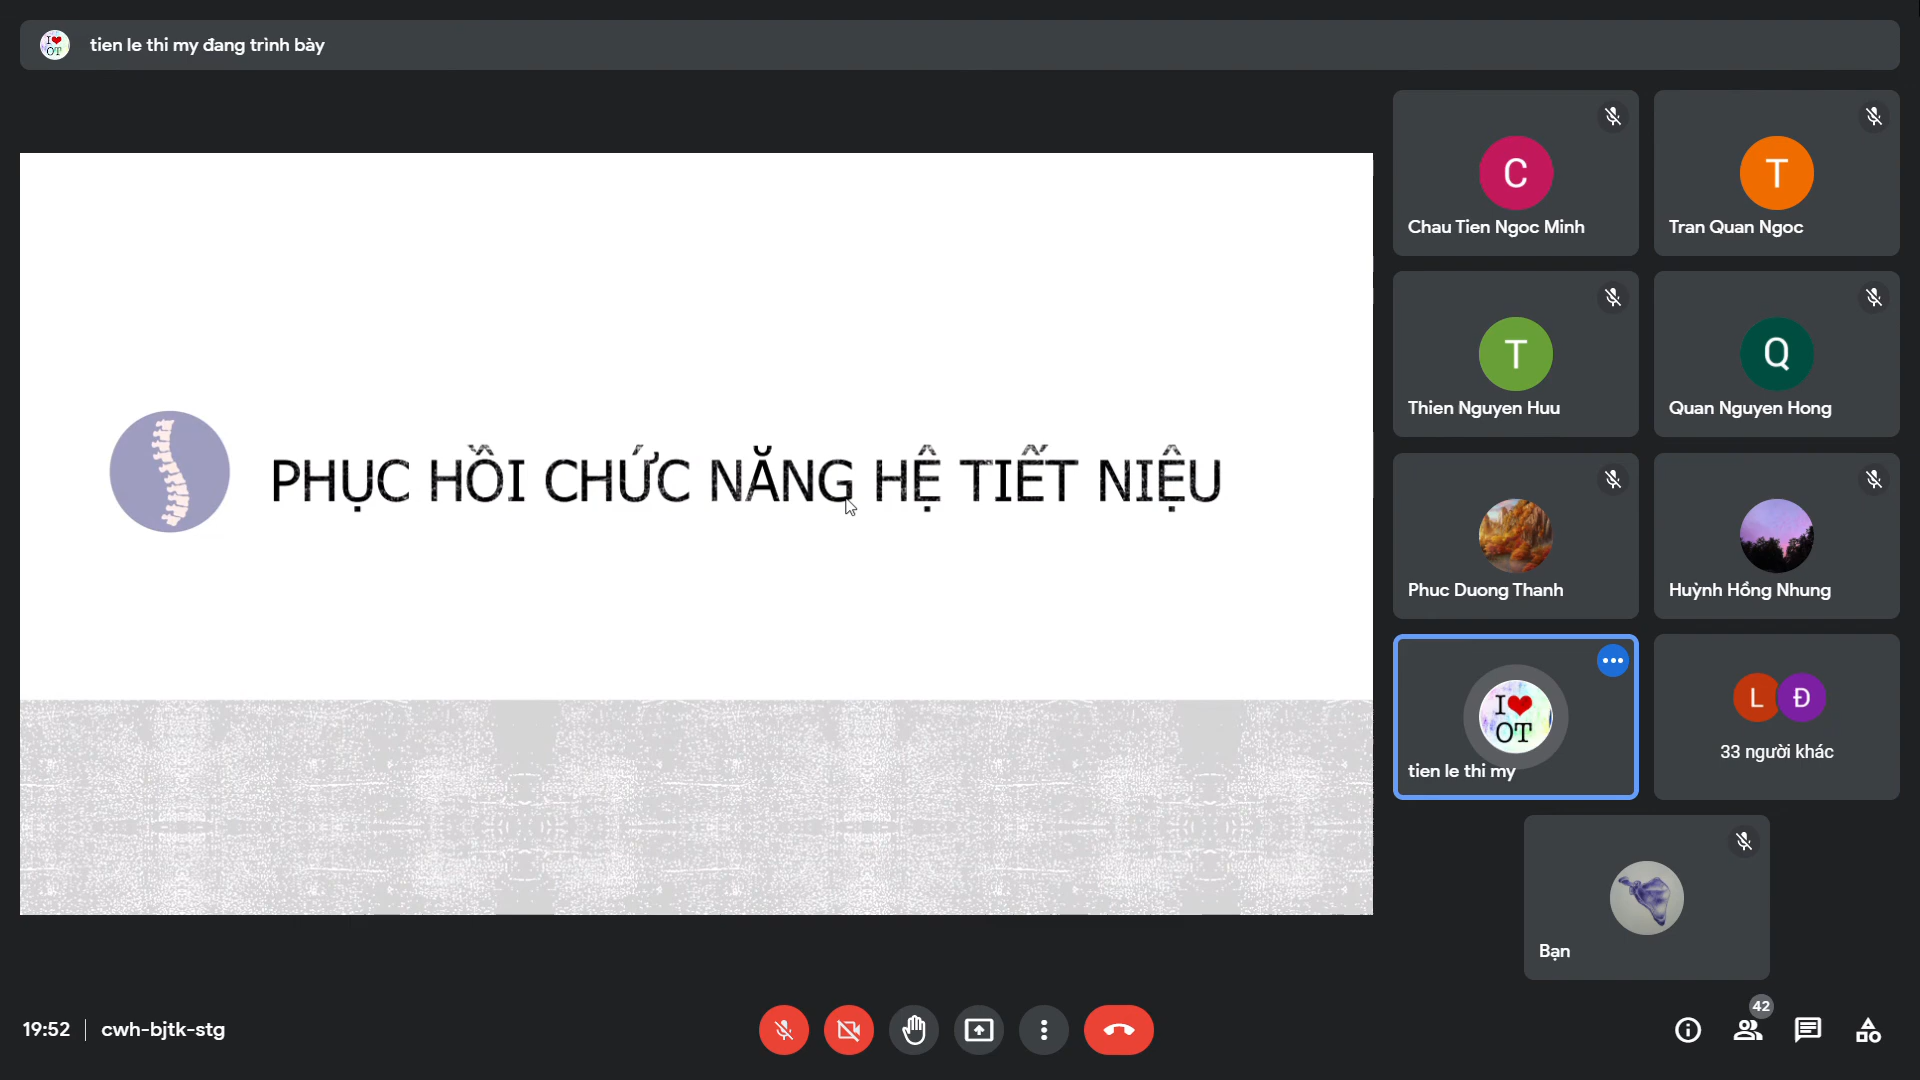 I❤OT
tien le thi my đang trình bày
PHỤC HỒI CHỨC NĂNG HỆ TIẾT NIỆU
C
Chau Tien Ngoc Minh
T
Tran Quan Ngoc
T
Thien Nguyen Huu
Q
Quan Nguyen Hong
Phuc Duong Thanh
Huỳnh Hồng Nhung
I❤
OT
tien le thi my
L Đ
33 người khác
Bạn
19:52 | cwh-bjtk-stg
42